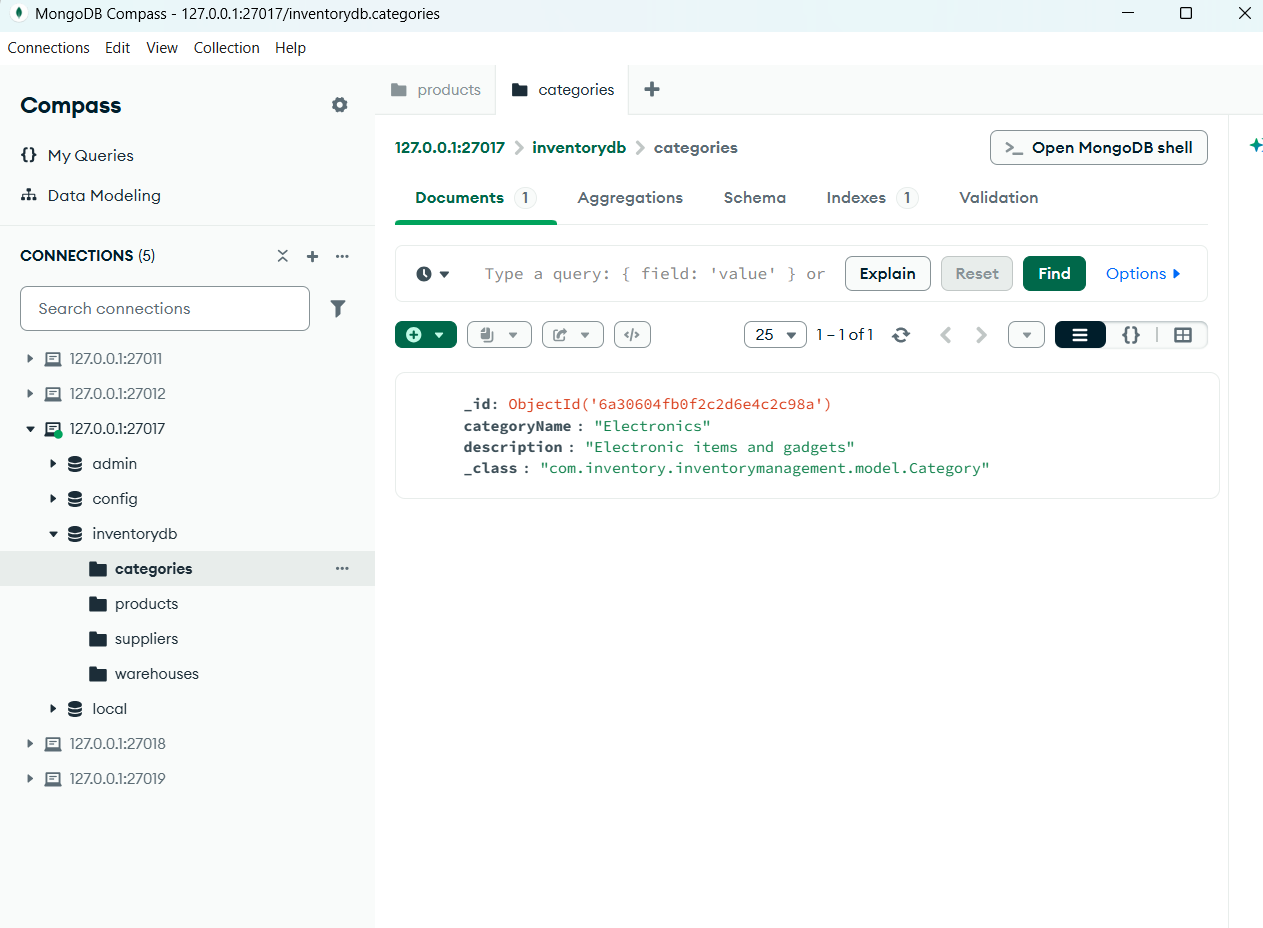 MongoDB Compass - 127.0.0.1:27017/inventorydb.categories
Connections Edit View Collection Help
Compass
{} My Queries
Data Modeling
CONNECTIONS (5)
Search connections
127.0.0.1:27011
127.0.0.1:27012
127.0.0.1:27017
admin
config
inventorydb
categories
products
suppliers
warehouses
local
127.0.0.1:27018
127.0.0.1:27019
products categories
127.0.0.1:27017 > inventorydb > categories
>_ Open MongoDB shell
Documents 1 Aggregations Schema Indexes 1 Validation
Type a query: { field: 'value' } or Explain Reset Find Options
25 1 – 1 of 1 {}
_id: ObjectId('6a30604fb0f2c2d6e4c2c98a')
categoryName : "Electronics"
description : "Electronic items and gadgets"
_class : "com.inventory.inventorymanagement.model.Category"